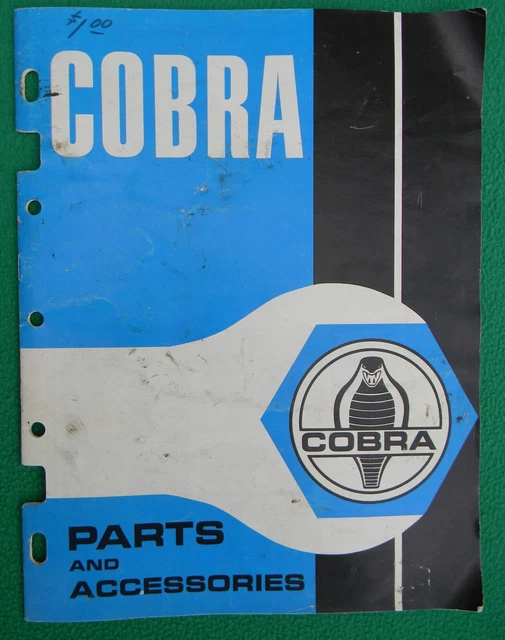 $1.00
COBRA
COBRA
PARTS
AND
ACCESSORIES